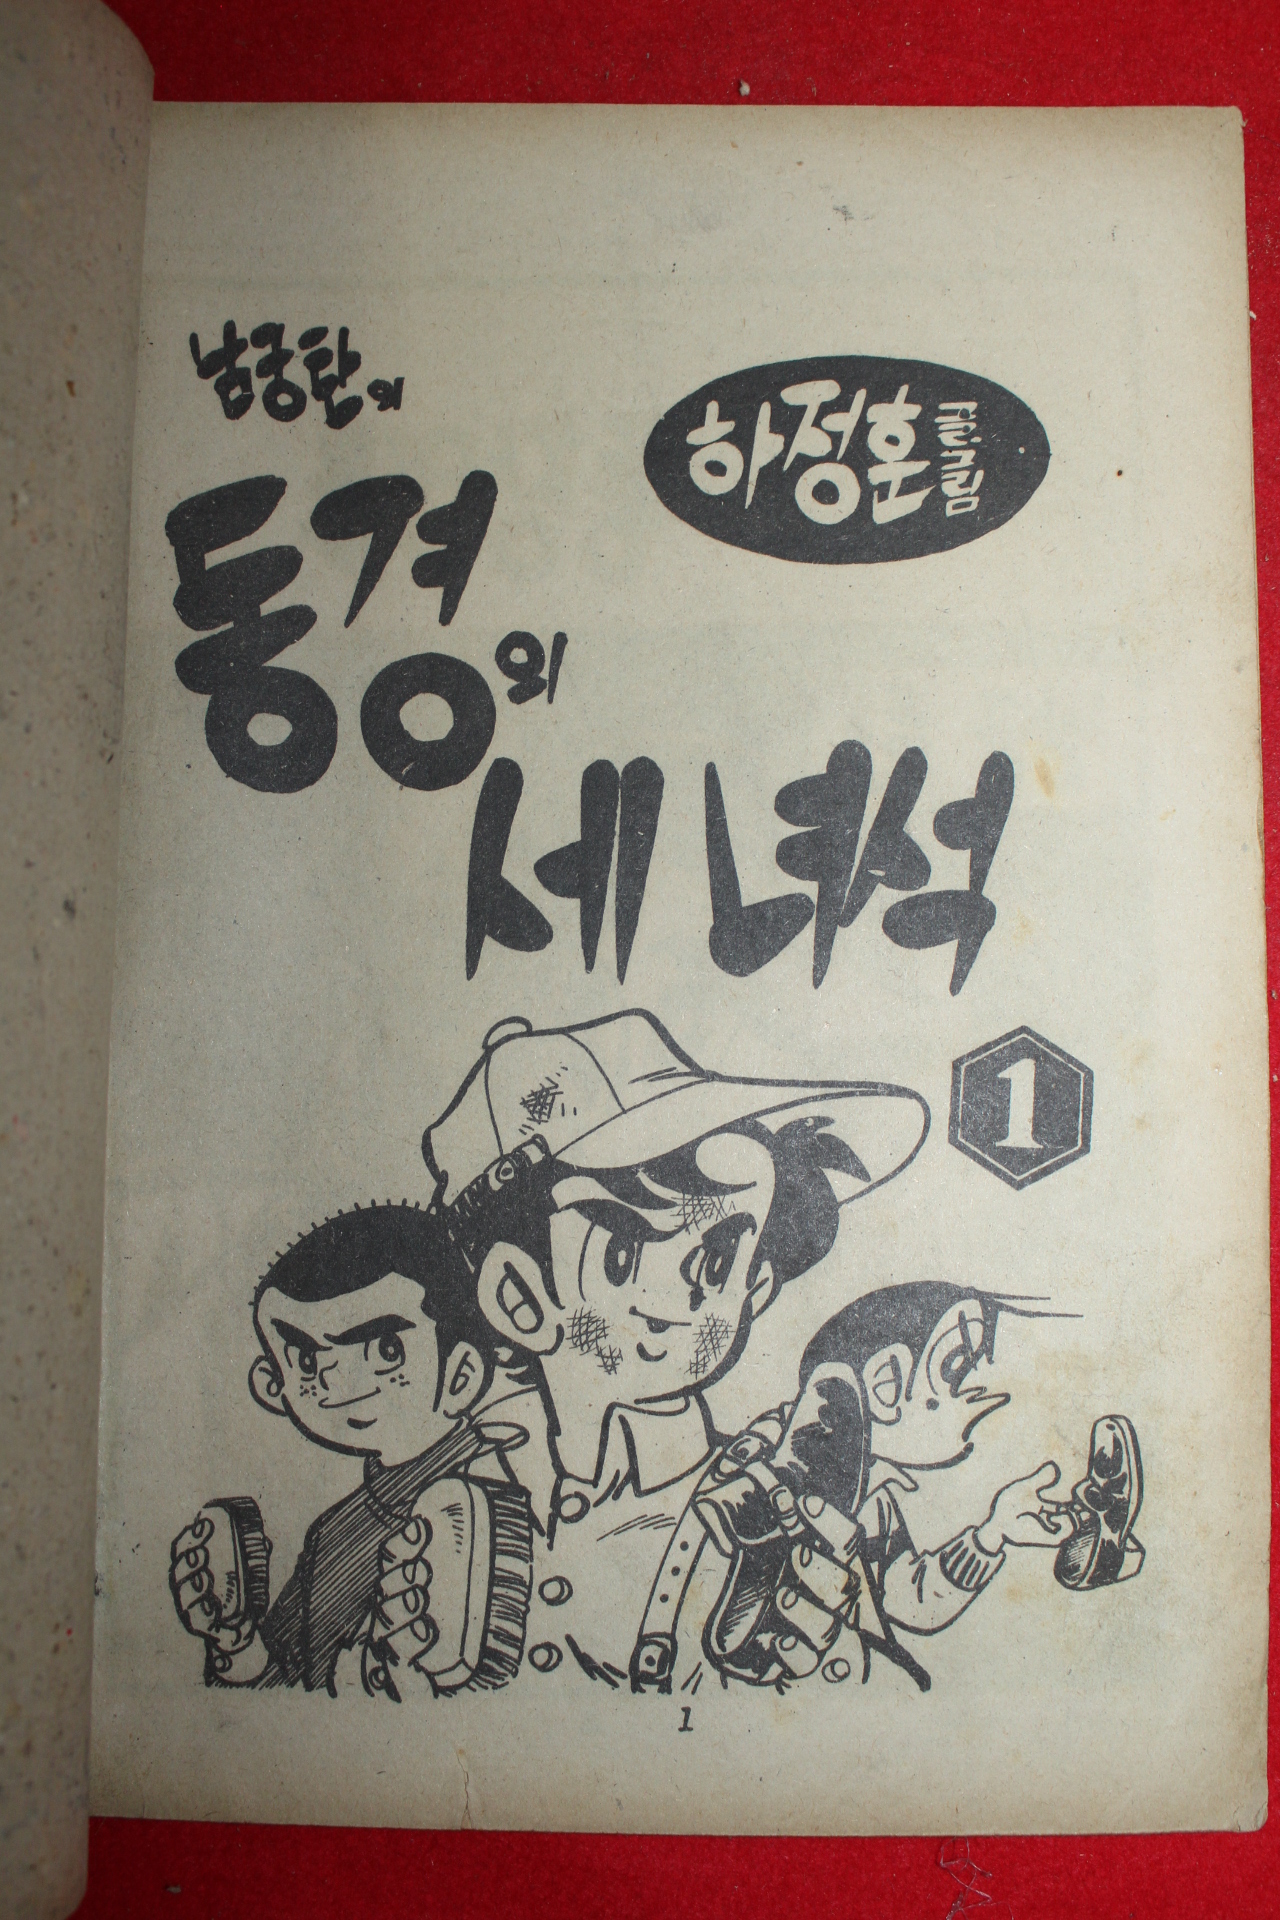 남궁탄의
하정훈 글·그림
동경의
세 녀석
1
1